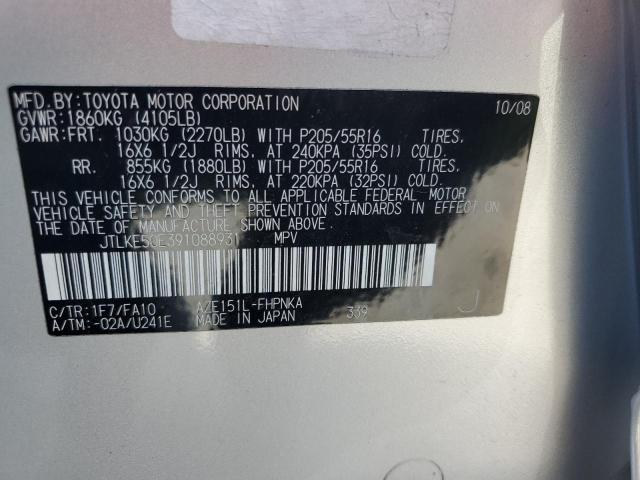 MFD. BY: TOYOTA MOTOR CORPORATION 10/08
GVWR: 1860KG (4105LB)
GAWR: FRT. 1030KG (2270LB) WITH P205/55R16 TIRES,
16X6 1/2J RIMS, AT 240KPA (35PSI) COLD.
RR. 855KG (1880LB) WITH P205/55R16 TIRES,
16X6 1/2J RIMS, AT 220KPA (32PSI) COLD.
THIS VEHICLE CONFORMS TO ALL APPLICABLE FEDERAL MOTOR
VEHICLE SAFETY AND THEFT PREVENTION STANDARDS IN EFFECT ON
THE DATE OF MANUFACTURE SHOWN ABOVE.
JTLKE50E391088931 MPV
C/TR: 1F7/FA10 AZE151L-FHPNKA
A/TM: -02A/U241E MADE IN JAPAN 339 J